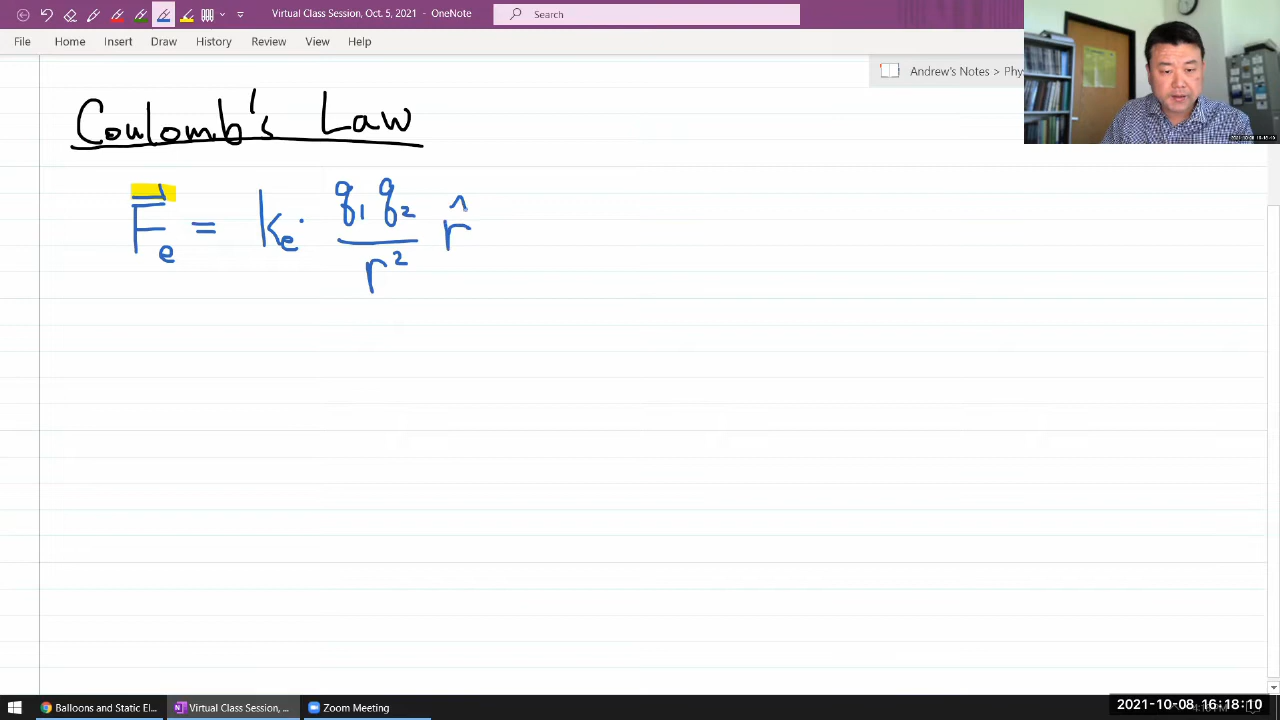 Virtual Class Session, Oct. 5, 2021 - OneNote
Search
File Home Insert Draw History Review View Help
Andrew's Notes > Phy
Coulomb's Law
F⃗e = ke · q1 q2 / r² r̂
Balloons and Static El...
Virtual Class Session, ...
Zoom Meeting
2021-10-08 16:18:10